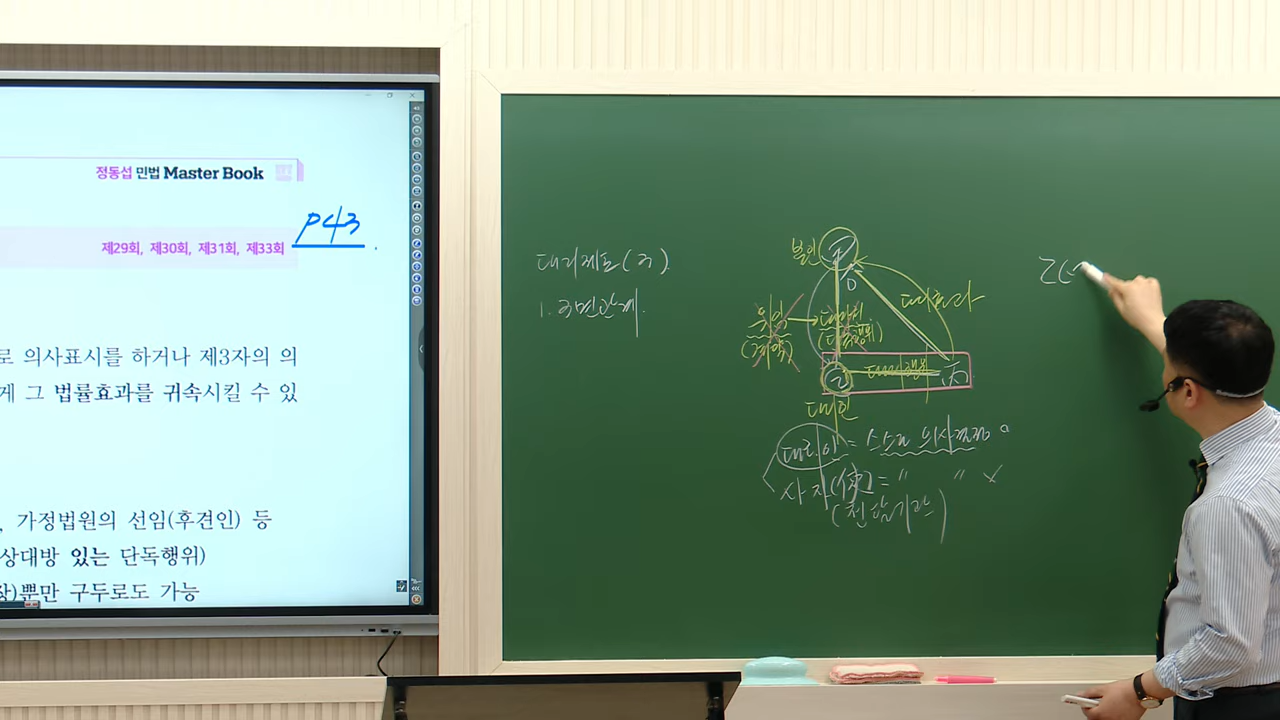 정동섭 민법 Master Book
제29회, 제30회, 제31회, 제33회
P43
로 의사표시를 하거나 제3자의 의
게 그 법률효과를 귀속시킬 수 있
가정법원의 선임(후견인) 등
상대방 있는 단독행위)
)뿐만 구두로도 가능
대리제도(3)
1. 3면관계
본인
甲
대리효과
(계약)
乙
대리행위
丙
대리인
대리인 = 스스로 의사결정 o
사자(使) = " " x
(전달기관)